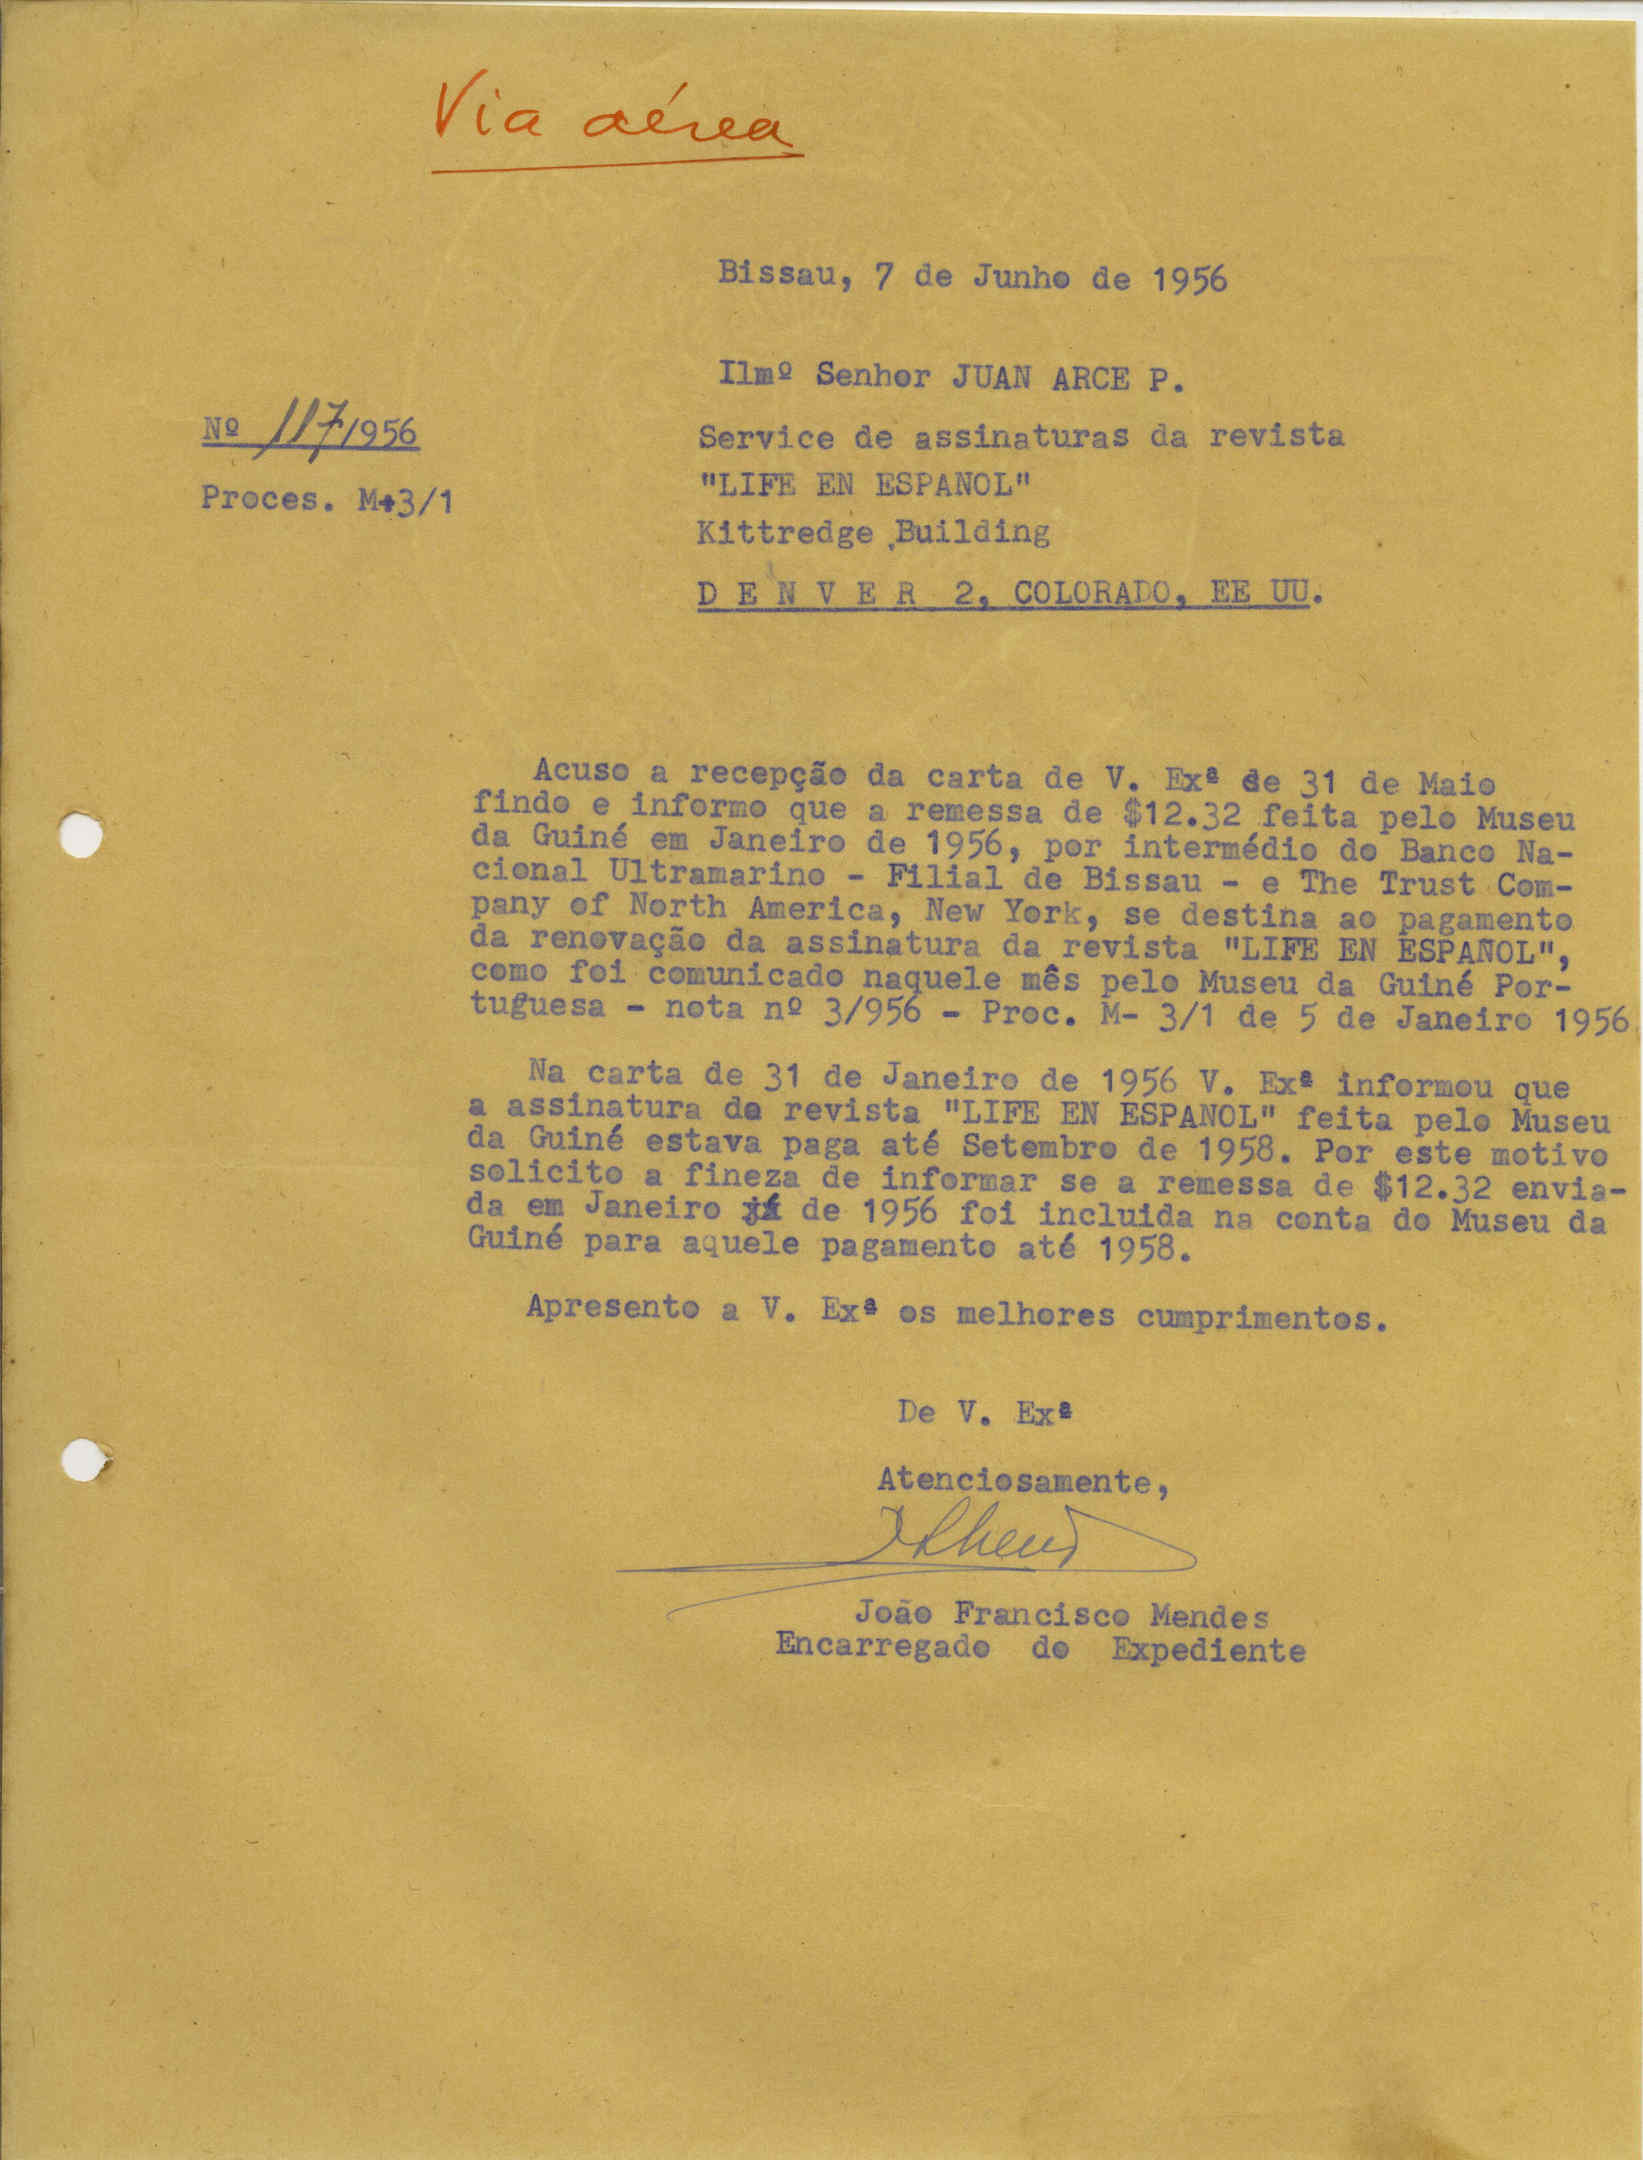 Via aérea
Bissau, 7 de Junho de 1956
Ilmº Senhor JUAN ARCE P.
Nº 117/1956
Service de assinaturas da revista
"LIFE EN ESPANOL"
Proces. M-3/1
Kittredge Building
D E N V E R 2, COLORADO, EE UU.
Acuso a recepção da carta de V. Exª de 31 de Maio
findo e informo que a remessa de $12.32 feita pelo Museu
da Guiné em Janeiro de 1956, por intermédio do Banco Na-
cional Ultramarino - Filial de Bissau - e The Trust Com-
pany of North America, New York, se destina ao pagamento
da renovação da assinatura da revista "LIFE EN ESPAÑOL",
como foi comunicado naquele mês pelo Museu da Guiné Por-
tuguesa - nota nº 3/956 - Proc. M- 3/1 de 5 de Janeiro 1956
Na carta de 31 de Janeiro de 1956 V. Exª informou que
a assinatura da revista "LIFE EN ESPANOL" feita pelo Museu
da Guiné estava paga até Setembro de 1958. Por este motivo
solicito a fineza de informar se a remessa de $12.32 envia-
da em Janeiro de 1956 foi incluida na conta do Museu da
Guiné para aquele pagamento até 1958.
Apresento a V. Exª os melhores cumprimentos.
De V. Exª
Atenciosamente,
João Francisco Mendes
Encarregado do Expediente